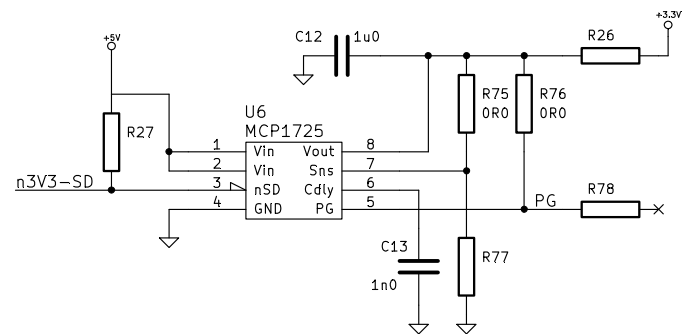 +3.3V
C12 1u0
R26
+5V
R75
0R0
R76
0R0
U6
MCP1725
R27
1 Vin Vout 8
2 Vin Sns 7
n3V3-SD
3 nSD Cdly 6
4 GND PG 5
PG
R78
C13
1n0
R77